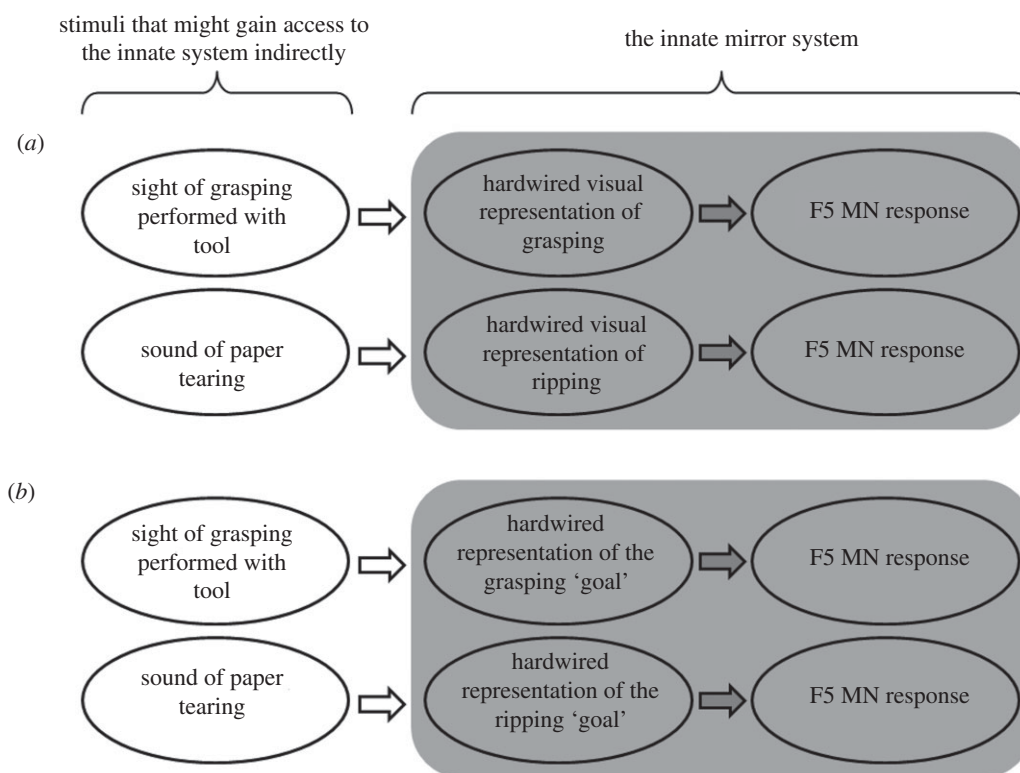 stimuli that might gain access to
the innate system indirectly
the innate mirror system
(a)
sight of grasping
performed with
tool
hardwired visual
representation of
grasping
F5 MN response
sound of paper
tearing
hardwired visual
representation of
ripping
F5 MN response
(b)
sight of grasping
performed with
tool
hardwired
representation of the
grasping ‘goal’
F5 MN response
sound of paper
tearing
hardwired
representation of the
ripping ‘goal’
F5 MN response